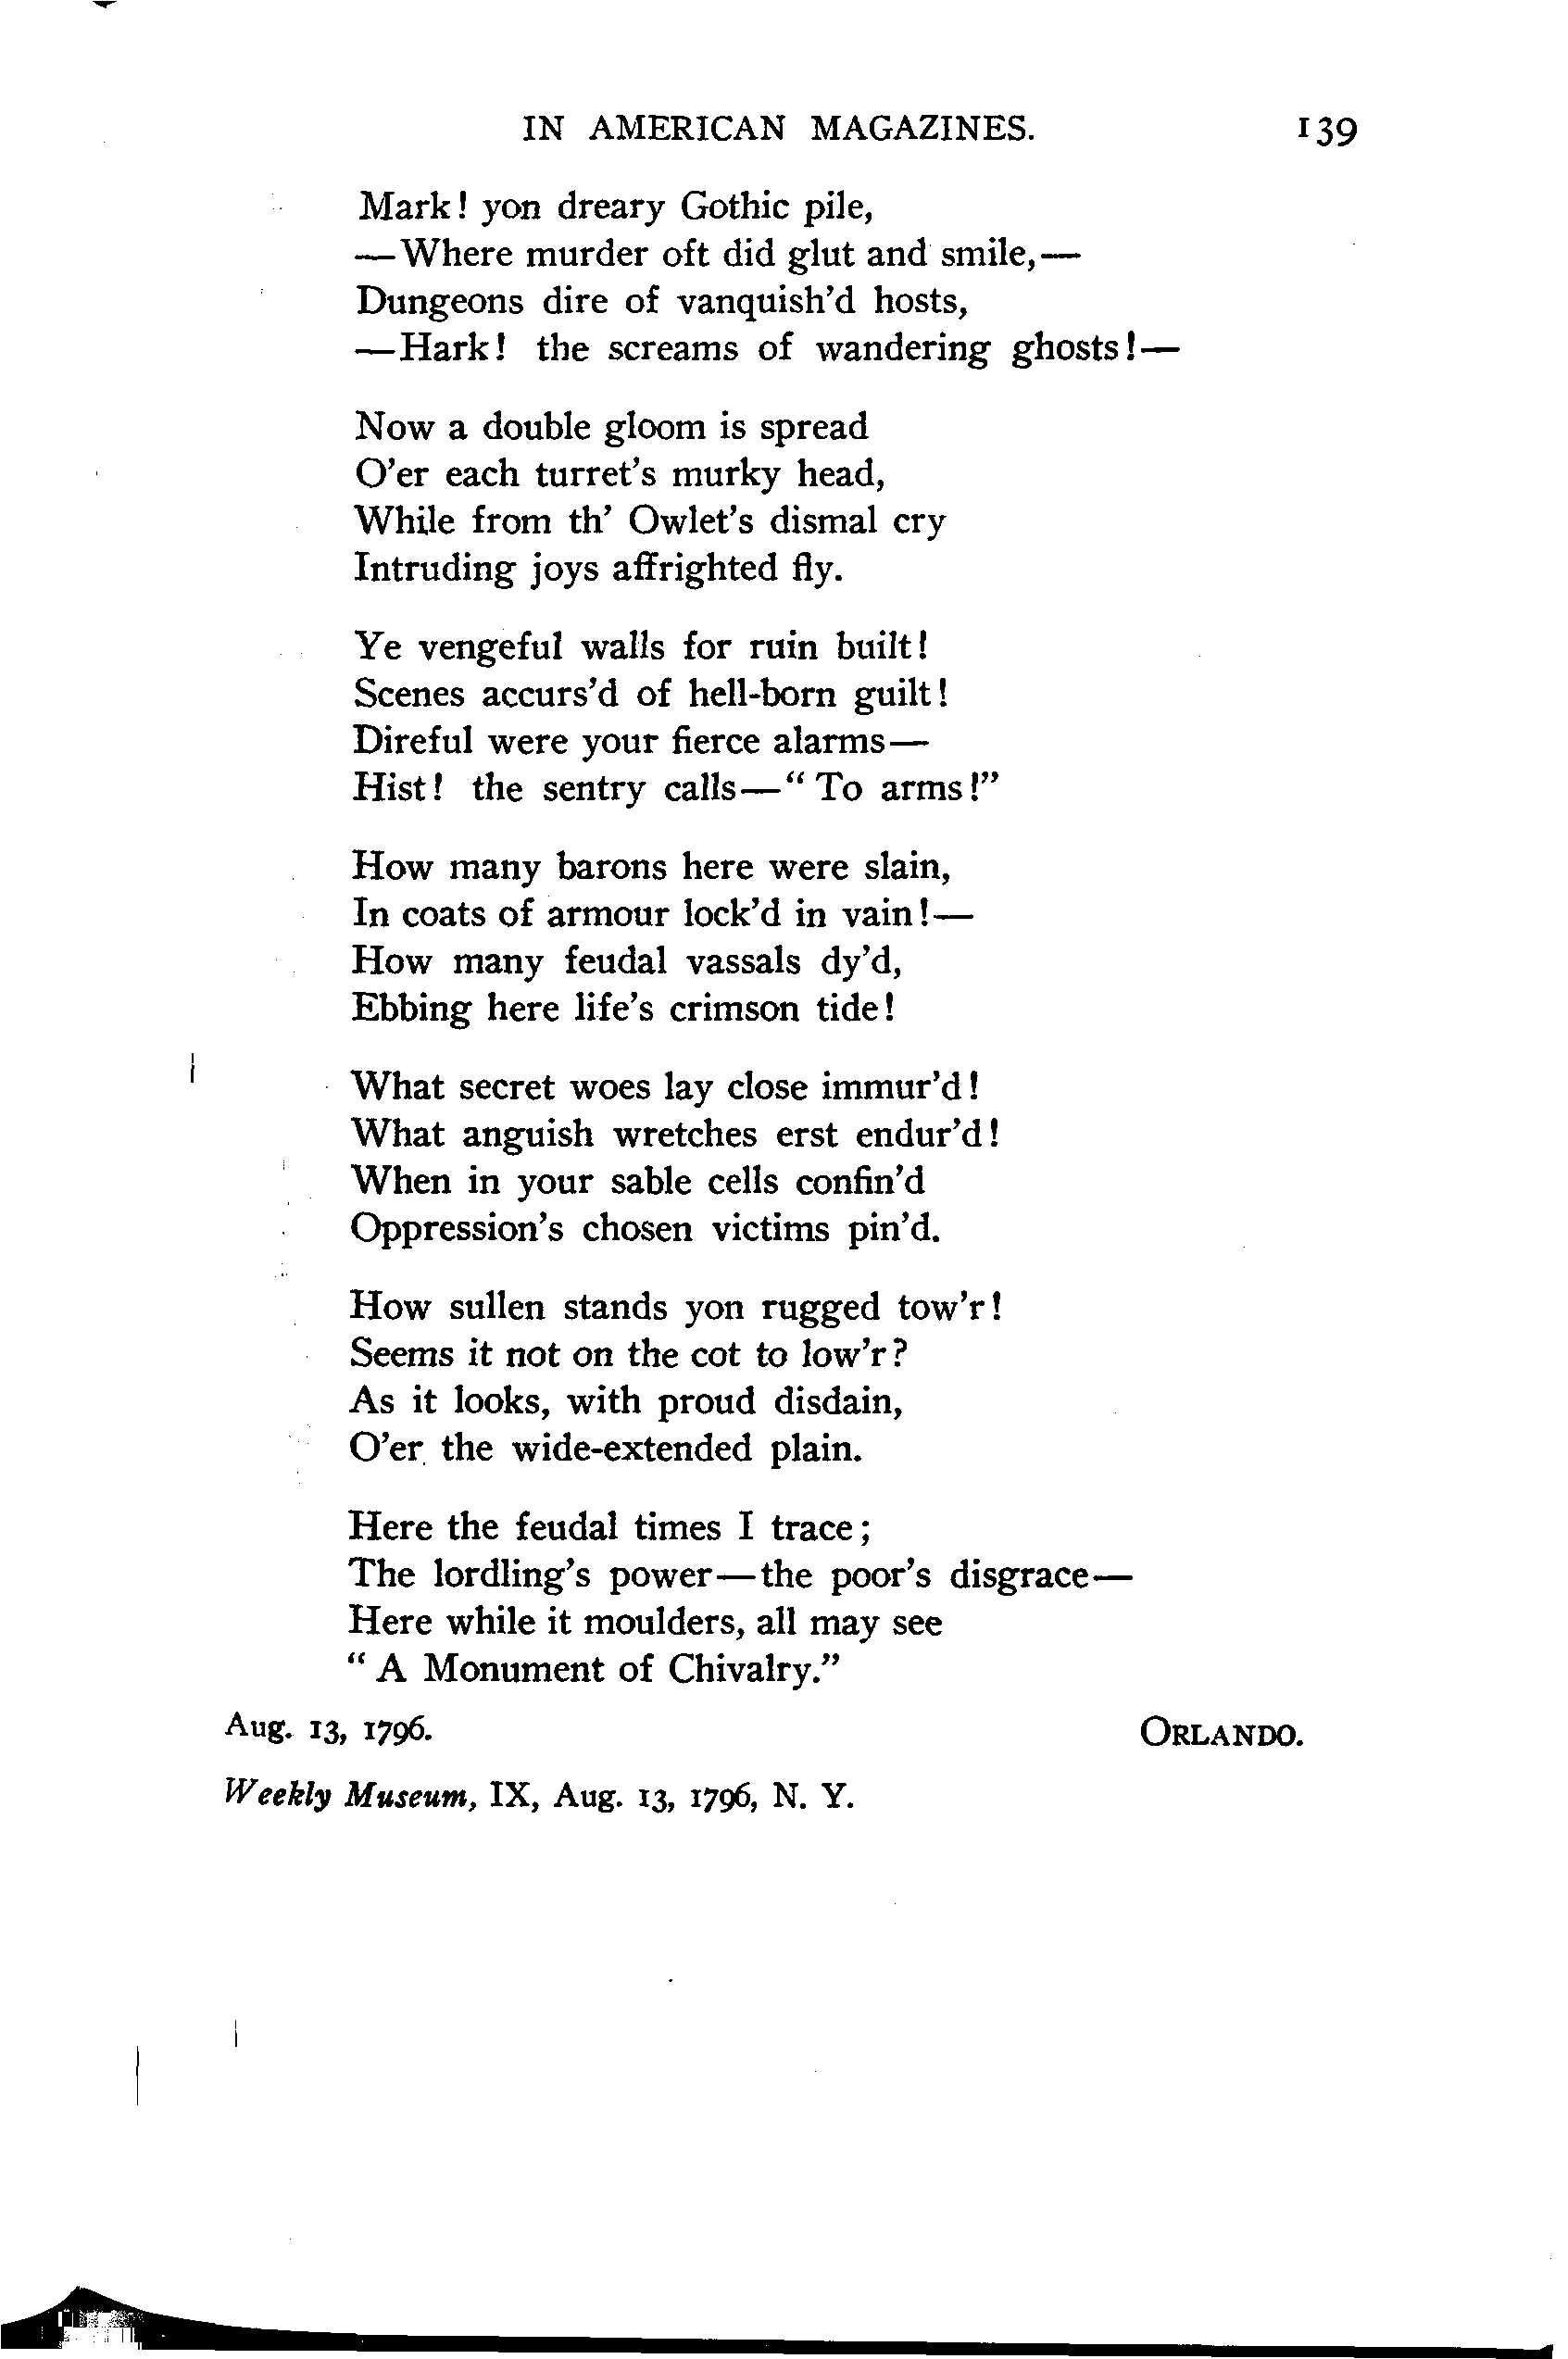 IN AMERICAN MAGAZINES. 139
Mark! yon dreary Gothic pile,
—Where murder oft did glut and smile,—
Dungeons dire of vanquish'd hosts,
—Hark! the screams of wandering ghosts!—
Now a double gloom is spread
O'er each turret's murky head,
While from th' Owlet's dismal cry
Intruding joys affrighted fly.
Ye vengeful walls for ruin built!
Scenes accurs'd of hell-born guilt!
Direful were your fierce alarms—
Hist! the sentry calls—"To arms!"
How many barons here were slain,
In coats of armour lock'd in vain!—
How many feudal vassals dy'd,
Ebbing here life's crimson tide!
What secret woes lay close immur'd!
What anguish wretches erst endur'd!
When in your sable cells confin'd
Oppression's chosen victims pin'd.
How sullen stands yon rugged tow'r!
Seems it not on the cot to low'r?
As it looks, with proud disdain,
O'er the wide-extended plain.
Here the feudal times I trace;
The lordling's power—the poor's disgrace—
Here while it moulders, all may see
"A Monument of Chivalry."
Aug. 13, 1796. ORLANDO.
Weekly Museum, IX, Aug. 13, 1796, N. Y.